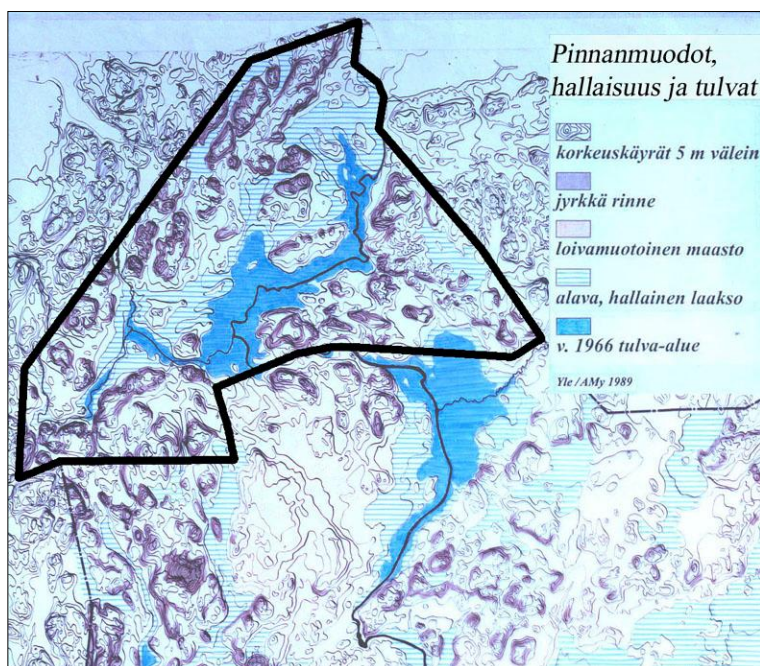 Pinnanmuodot,
hallaisuus ja tulvat
korkeuskäyrät 5 m välein
jyrkkä rinne
loivamuotoinen maasto
alava, hallainen laakso
v. 1966 tulva-alue
Yle / AMy 1989